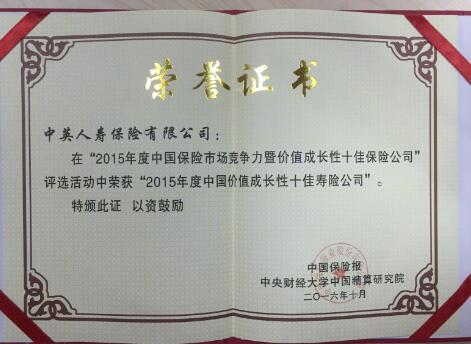 荣誉证书
中英人寿保险有限公司：
在“2015年度中国保险市场竞争力暨价值成长性十佳保险公司”
评选活动中荣获“2015年度中国价值成长性十佳寿险公司”。
特颁此证 以资鼓励
中国保险报
中央财经大学中国精算研究院
二〇一六年十月